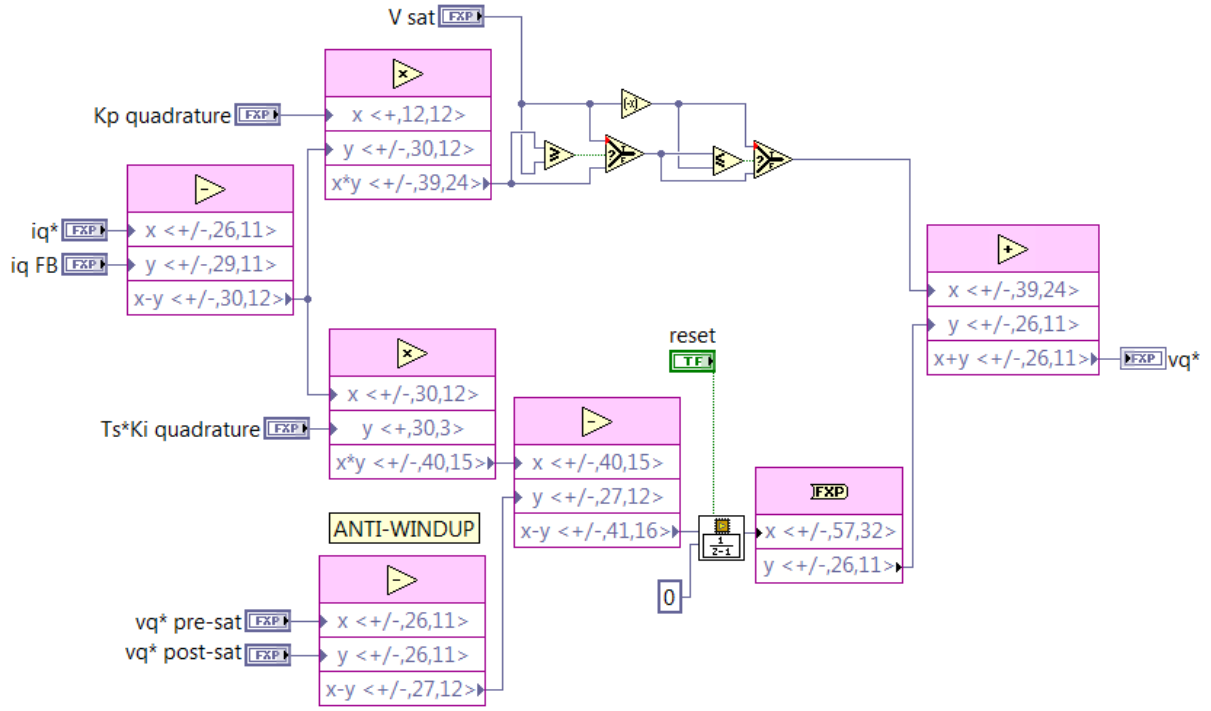 V sat FXP
×
Kp quadrature FXP
x <+,12,12>
y <+/-,30,12>
x*y <+/-,39,24>
(-x)
≥
?
T
F
≤
?
T
F
-
iq* FXP
x <+/-,26,11>
iq FB FXP
y <+/-,29,11>
x-y <+/-,30,12>
+
x <+/-,39,24>
y <+/-,26,11>
x+y <+/-,26,11>
FXP vq*
×
x <+/-,30,12>
Ts*Ki quadrature FXP
y <+,30,3>
x*y <+/-,40,15>
reset
TF
-
x <+/-,40,15>
y <+/-,27,12>
x-y <+/-,41,16>
1
z-1
0
FXP
x <+/-,57,32>
y <+/-,26,11>
ANTI-WINDUP
-
vq* pre-sat FXP
x <+/-,26,11>
vq* post-sat FXP
y <+/-,26,11>
x-y <+/-,27,12>